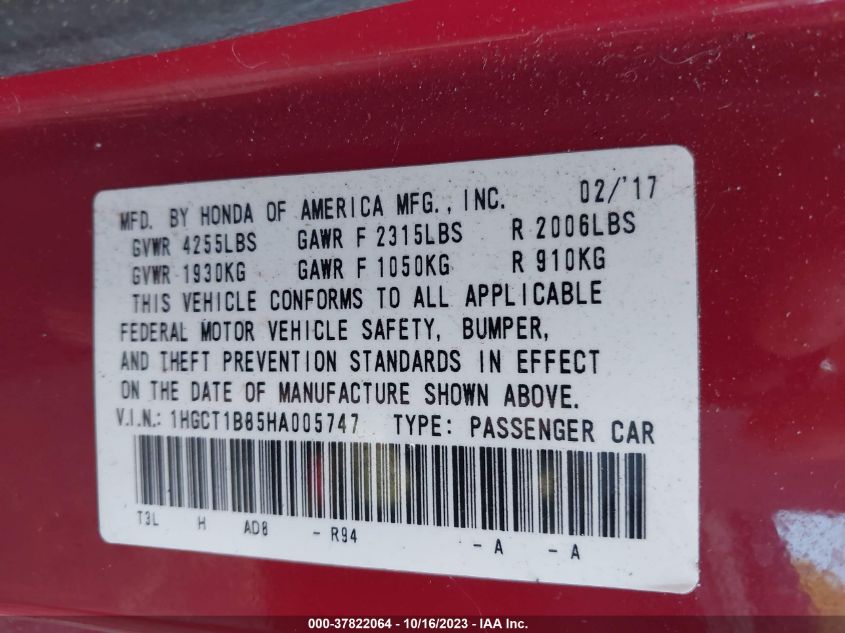 MFD. BY HONDA OF AMERICA MFG., INC. 02/'17
GVWR 4255LBS GAWR F 2315LBS R 2006LBS
GVWR 1930KG GAWR F 1050KG R 910KG
THIS VEHICLE CONFORMS TO ALL APPLICABLE
FEDERAL MOTOR VEHICLE SAFETY, BUMPER,
AND THEFT PREVENTION STANDARDS IN EFFECT
ON THE DATE OF MANUFACTURE SHOWN ABOVE.
V.I.N.: 1HGCT1B85HA005747 TYPE: PASSENGER CAR
T3L H AD8 - R94 - A - A
000-37822064 - 10/16/2023 - IAA Inc.